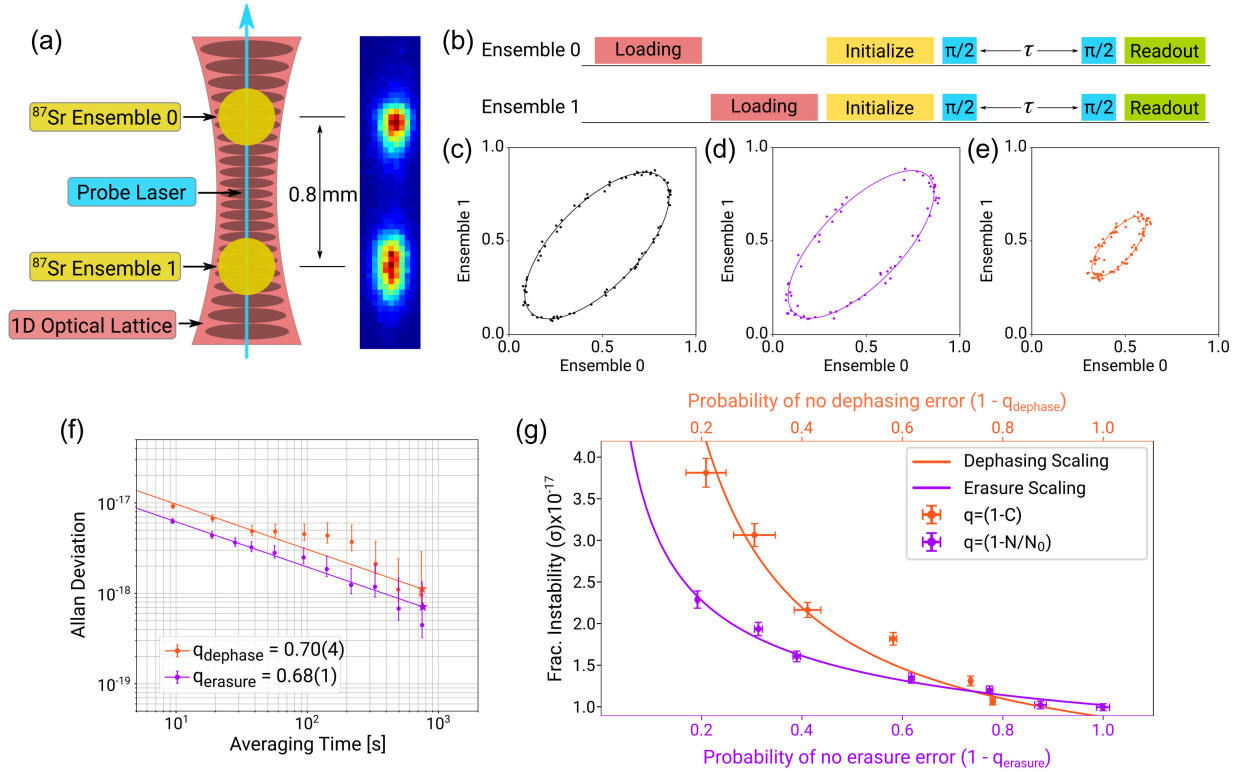 (a)
⁸⁷Sr Ensemble 0
Probe Laser
0.8 mm
⁸⁷Sr Ensemble 1
1D Optical Lattice
(b)
Ensemble 0
Loading
Initialize
π/2
τ
π/2
Readout
Ensemble 1
Loading
Initialize
π/2
τ
π/2
Readout
(c)
1.0
0.5
0.0
Ensemble 1
0.0 0.5 1.0
Ensemble 0
(d)
1.0
0.5
0.0
Ensemble 1
0.0 0.5 1.0
Ensemble 0
(e)
1.0
0.5
0.0
Ensemble 1
0.0 0.5 1.0
Ensemble 0
(f)
10⁻¹⁷
10⁻¹⁸
10⁻¹⁹
Allan Deviation
q_dephase = 0.70(4)
q_erasure = 0.68(1)
10¹ 10² 10³
Averaging Time [s]
(g)
Probability of no dephasing error (1 - q_dephase)
0.2 0.4 0.6 0.8 1.0
4.0
3.5
3.0
2.5
2.0
1.5
1.0
Frac. Instability (σ)x10⁻¹⁷
Dephasing Scaling
Erasure Scaling
q=(1-C)
q=(1-N/N₀)
0.2 0.4 0.6 0.8 1.0
Probability of no erasure error (1 - q_erasure)